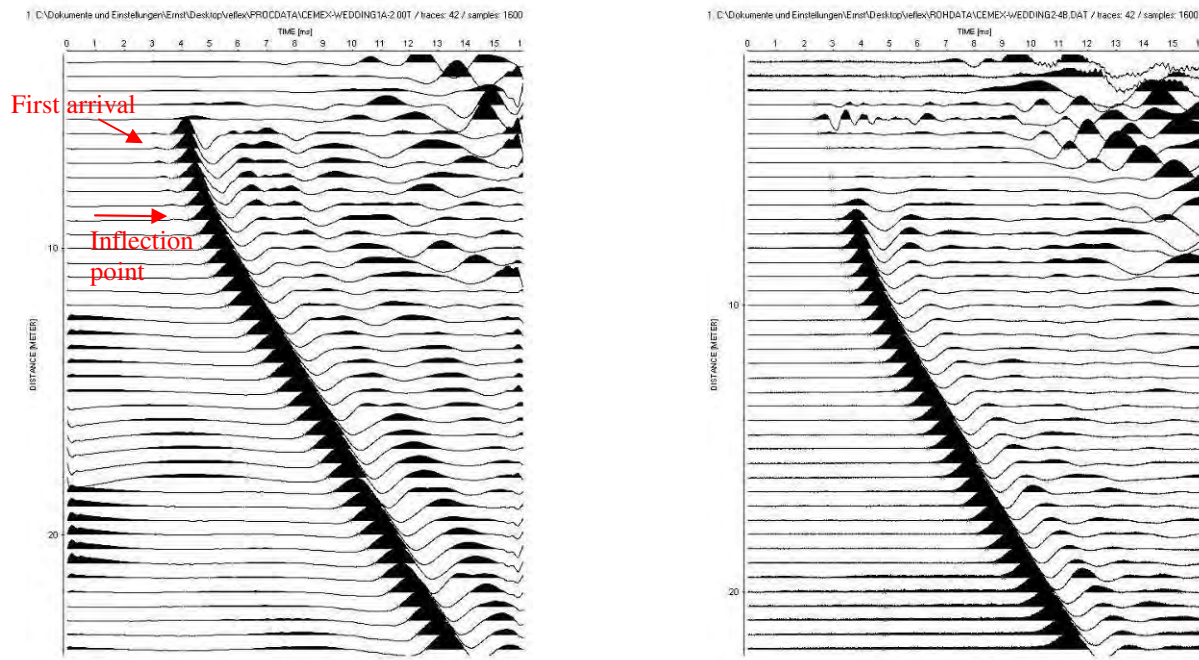 1. C:\Dokumente und Einstellungen\Ernst\Desktop\reflex\PROCDATA\CEMEX-WEDDING1A-2.00T / traces: 42 / samples: 1600
TIME [ms]
0 1 2 3 4 5 6 7 8 9 10 11 12 13 14 15 1
First arrival
Inflection
point
10
DISTANCE [METER]
20
1. C:\Dokumente und Einstellungen\Ernst\Desktop\reflex\ROHDATA\CEMEX-WEDDING2-4B.DAT / traces: 42 / samples: 1600
TIME [ms]
0 1 2 3 4 5 6 7 8 9 10 11 12 13 14 15 1
10
DISTANCE [METER]
20